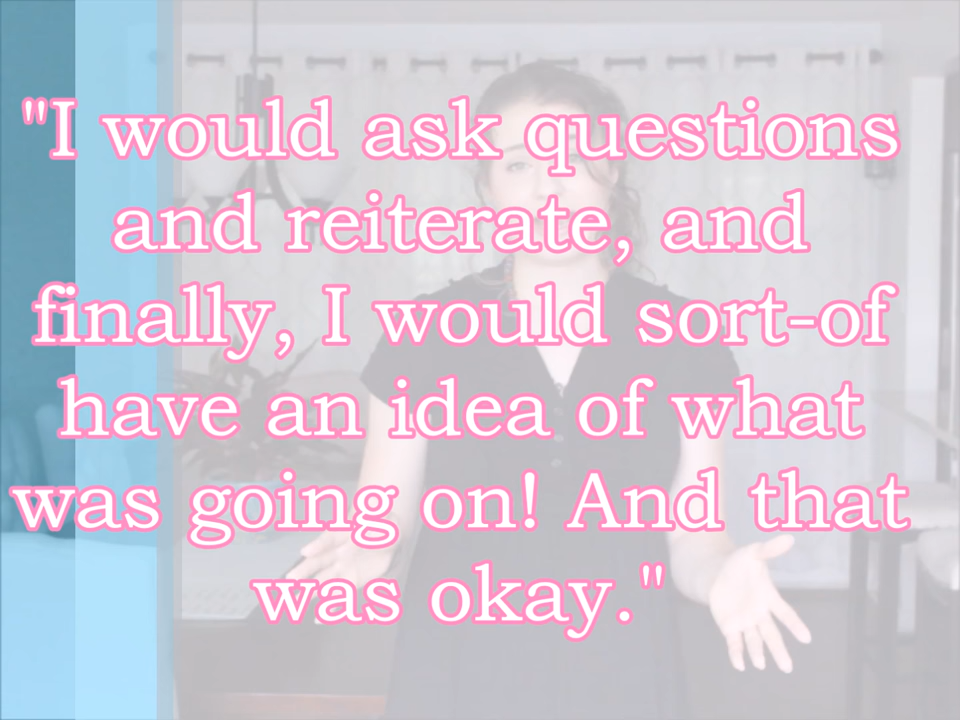 "I would ask questions
and reiterate, and
finally, I would sort-of
have an idea of what
was going on! And that
was okay."